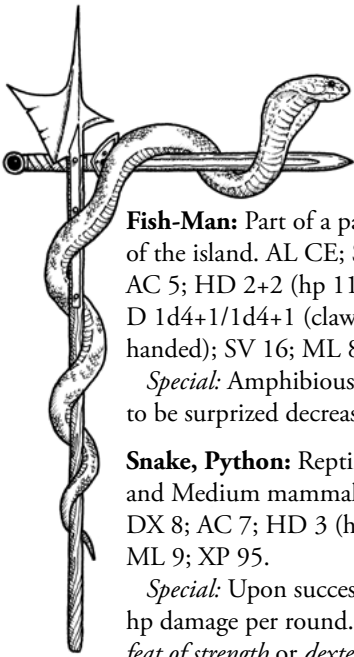 Fish-Man: Part of a pa
of the island. AL CE; S
AC 5; HD 2+2 (hp 11
D 1d4+1/1d4+1 (claw
handed); SV 16; ML 8
Special: Amphibious
to be surprized decreas
Snake, Python: Repti
and Medium mammal
DX 8; AC 7; HD 3 (h
ML 9; XP 95.
Special: Upon succes
hp damage per round.
feat of strength or dexte